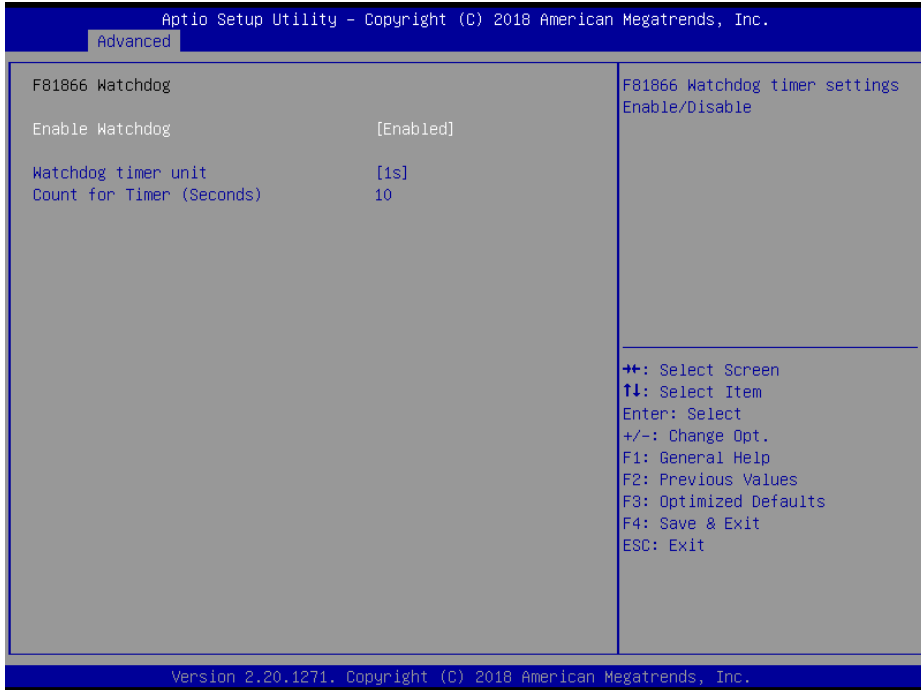 Aptio Setup Utility – Copyright (C) 2018 American Megatrends, Inc.
Advanced
F81866 Watchdog
Enable Watchdog [Enabled]
Watchdog timer unit [1s]
Count for Timer (Seconds) 10
F81866 Watchdog timer settings
Enable/Disable
→←: Select Screen
↑↓: Select Item
Enter: Select
+/-: Change Opt.
F1: General Help
F2: Previous Values
F3: Optimized Defaults
F4: Save & Exit
ESC: Exit
Version 2.20.1271. Copyright (C) 2018 American Megatrends, Inc.